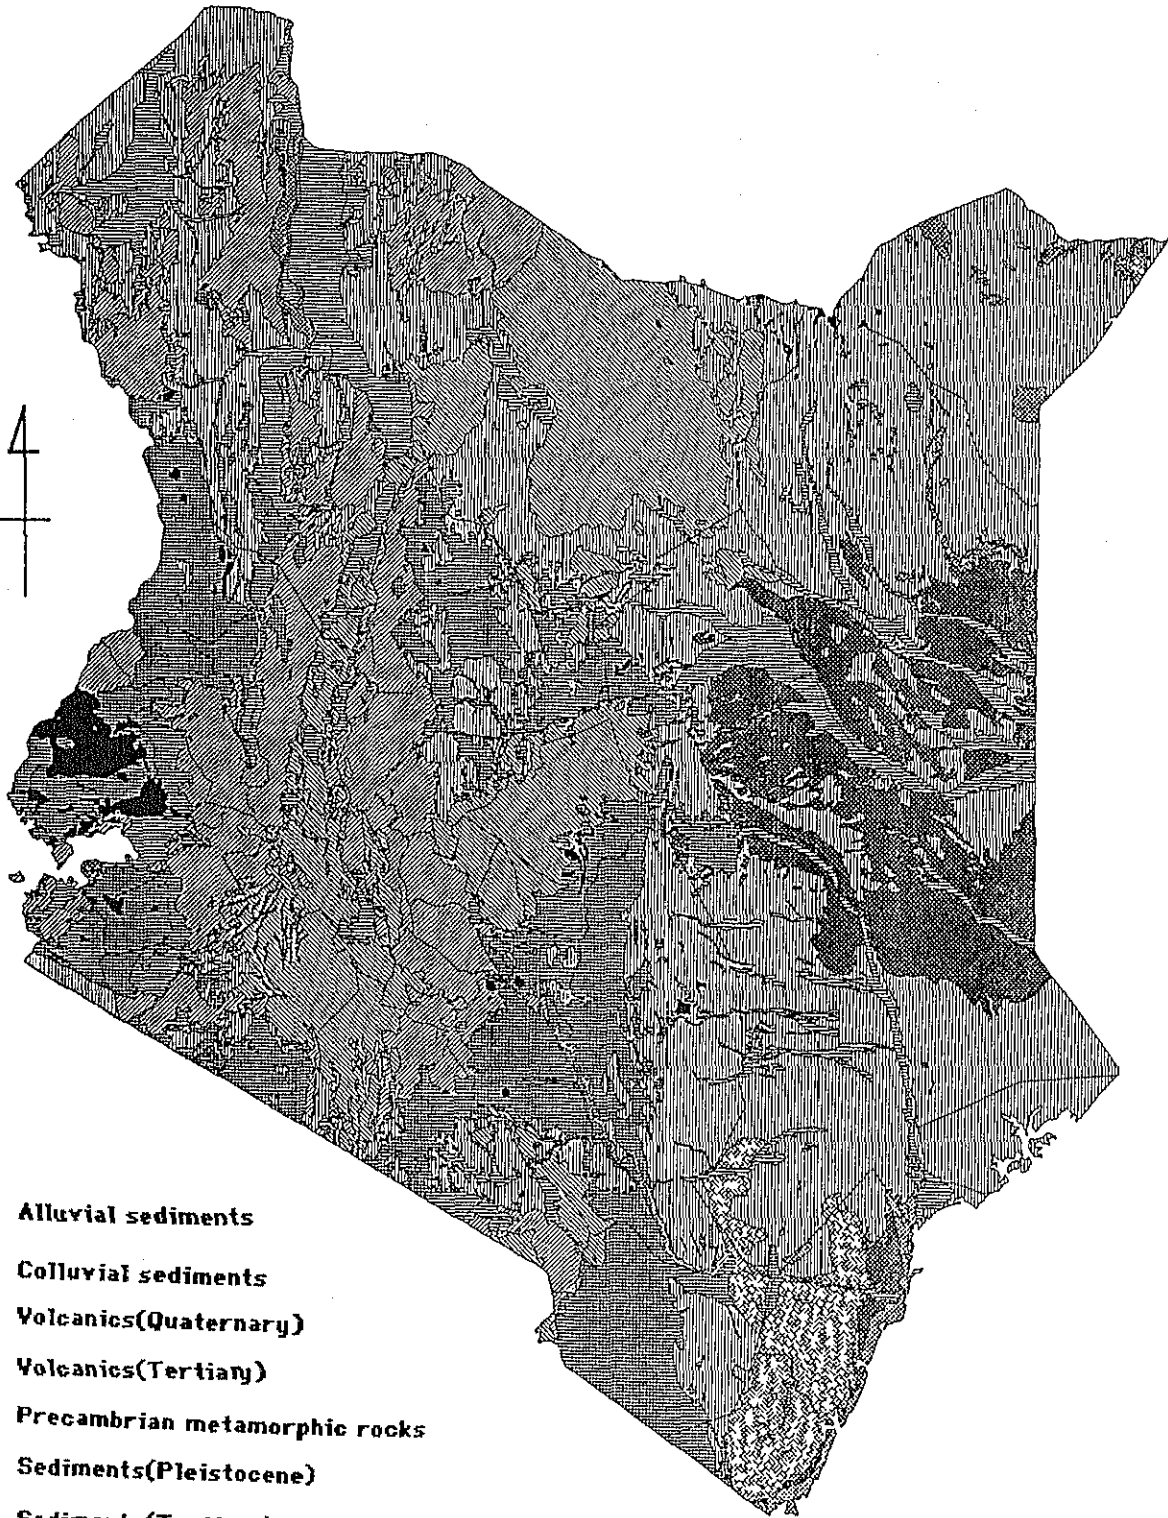 Alluvial sediments
Colluvial sediments
Volcanics(Quaternary)
Volcanics(Tertiary)
Precambrian metamorphic rocks
Sediments(Pleistocene)